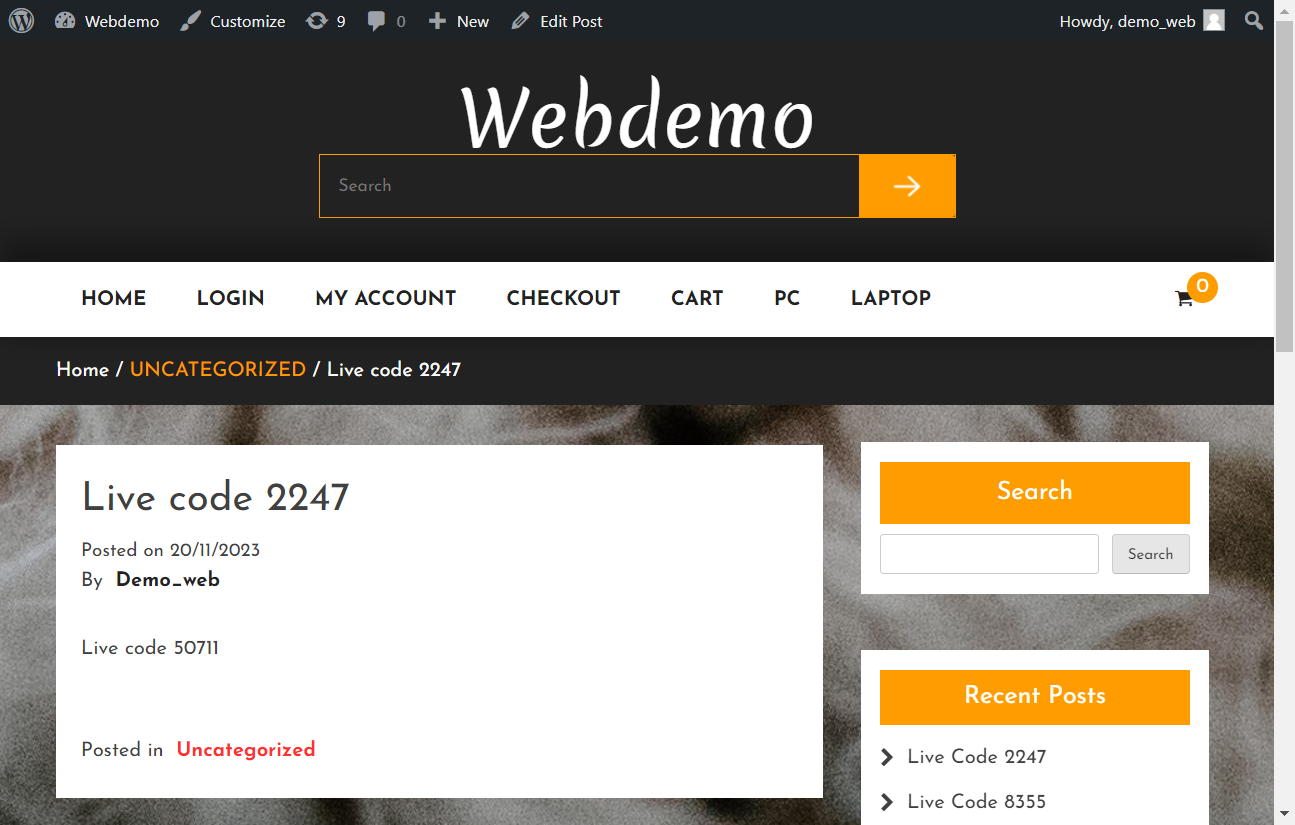 Webdemo Customize 9 0 New Edit Post Howdy, demo_web
Webdemo
Search
HOME LOGIN MY ACCOUNT CHECKOUT CART PC LAPTOP 0
Home / UNCATEGORIZED / Live code 2247
Live code 2247
Posted on 20/11/2023
By Demo_web
Live code 50711
Posted in Uncategorized
Search
Search
Recent Posts
Live Code 2247
Live Code 8355